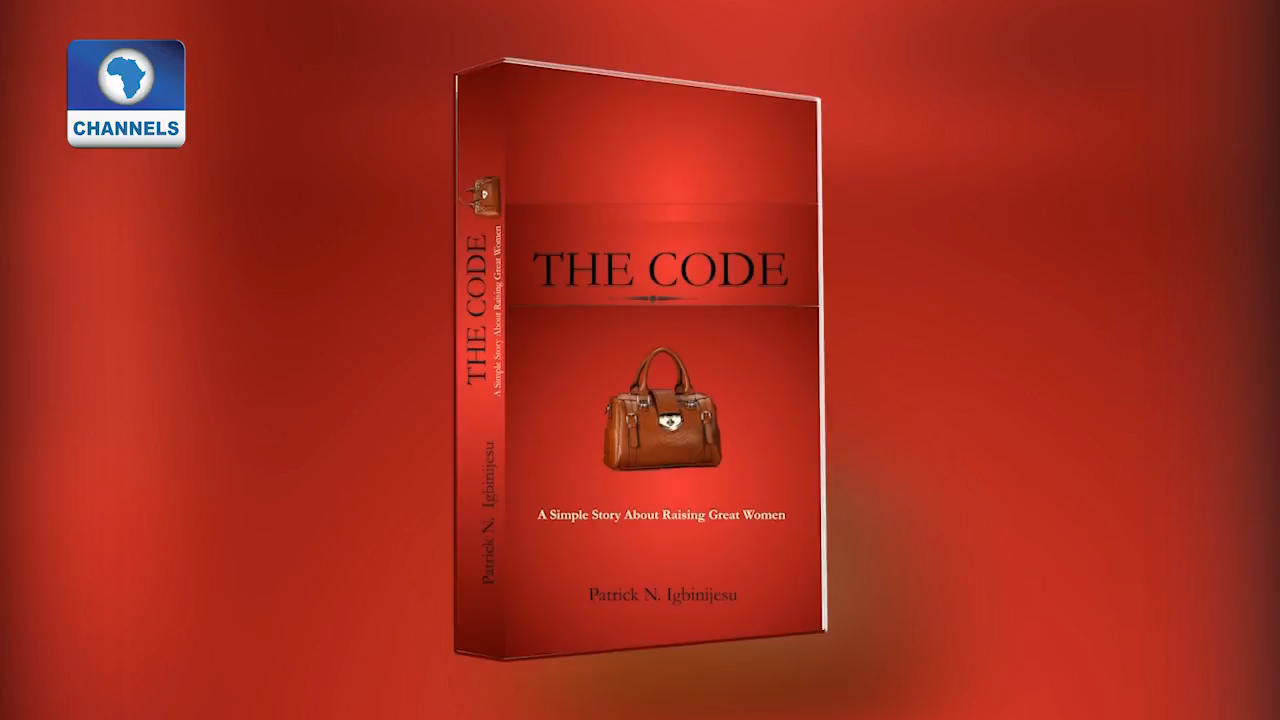 CHANNELS
THE CODE
A Simple Story About Raising Great Women
Patrick N. Igbinijesu
THE CODE
A Simple Story About Raising Great Women
Patrick N. Igbinijesu